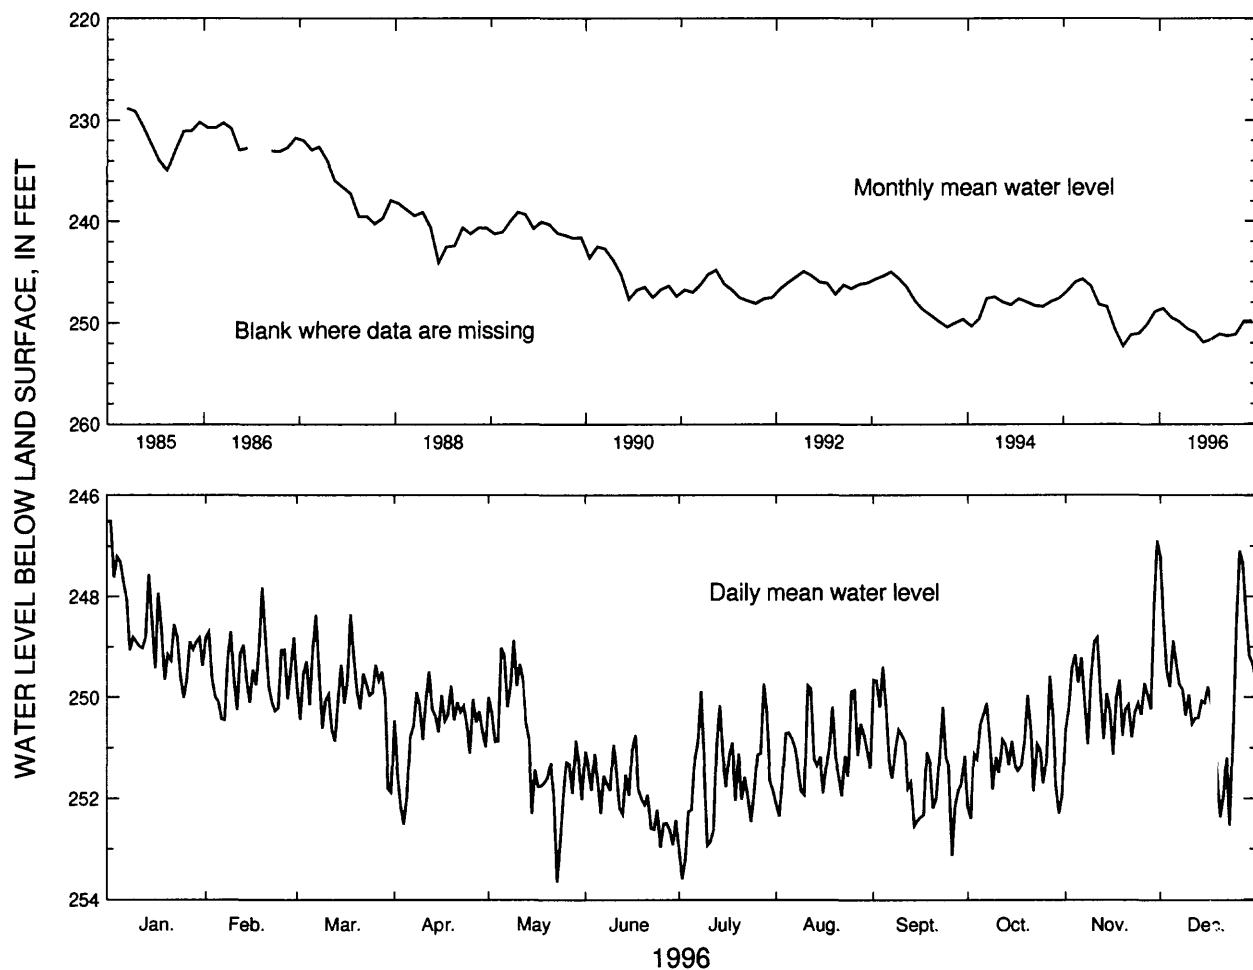 WATER LEVEL BELOW LAND SURFACE, IN FEET
220
230
240
250
260
Monthly mean water level
Blank where data are missing
1985 1986 1988 1990 1992 1994 1996
246
248
250
252
254
Daily mean water level
Jan. Feb. Mar. Apr. May June July Aug. Sept. Oct. Nov.
1996